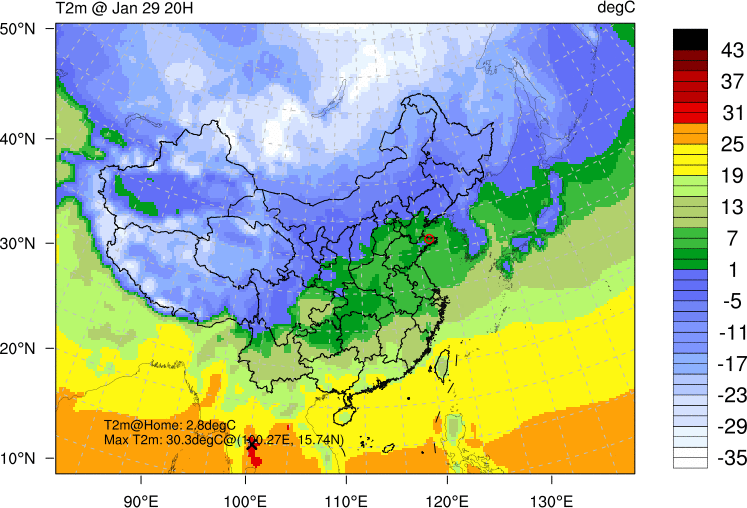 T2m @ Jan 29 20H
degC
50°N
40°N
30°N
20°N
10°N
90°E
100°E
110°E
120°E
130°E
T2m@Home: 2.8degC
Max T2m: 30.3degC@(100.27E, 15.74N)
43
37
31
25
19
13
7
1
-5
-11
-17
-23
-29
-35